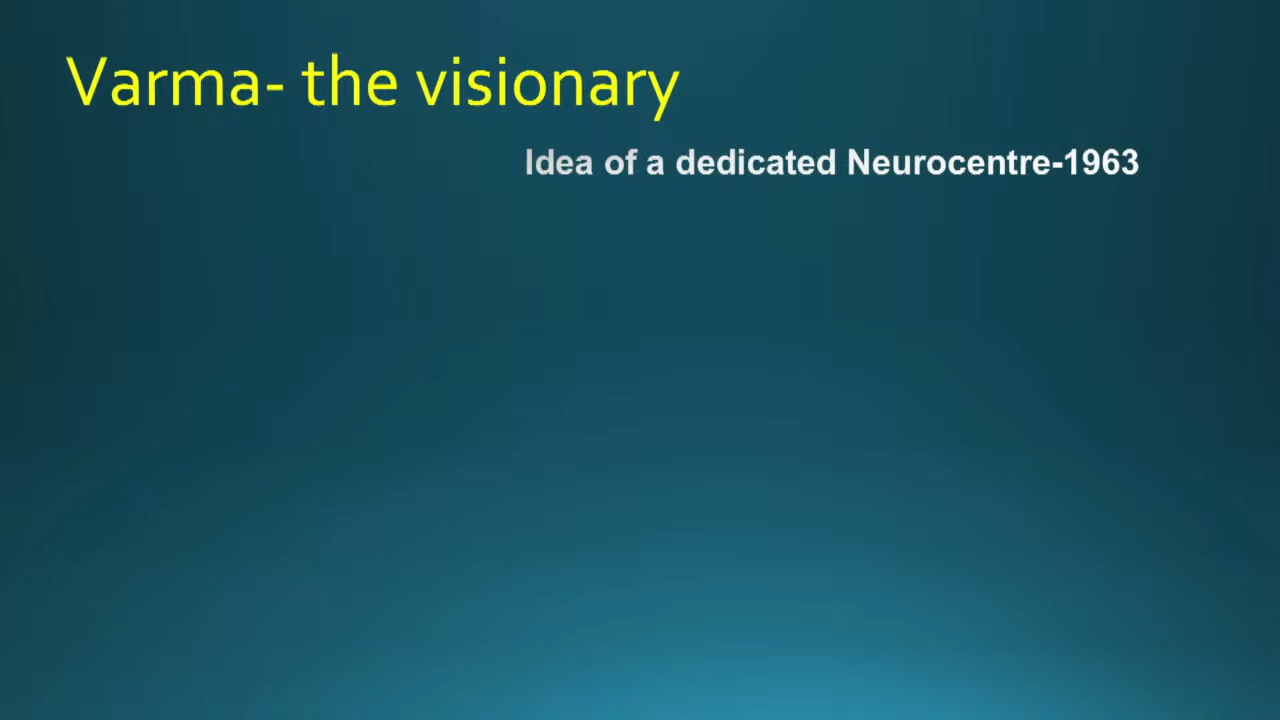 Varma- the visionary
Idea of a dedicated Neurocentre-1963